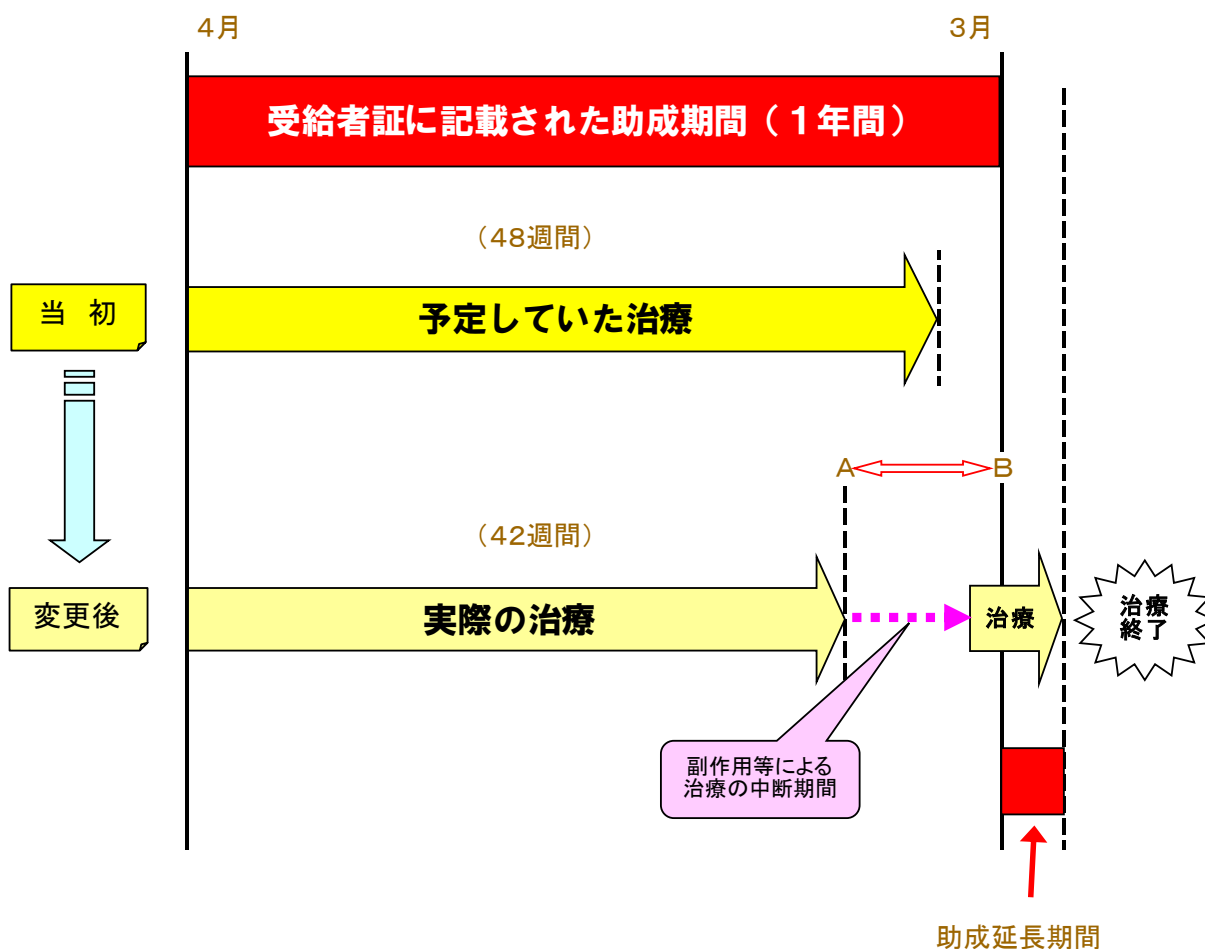 ４月
３月
受給者証に記載された助成期間（１年間）
（48週間）
当　初
予定していた治療
A
B
（42週間）
変更後
実際の治療
治療
治療
終了
副作用等による
治療の中断期間
助成延長期間